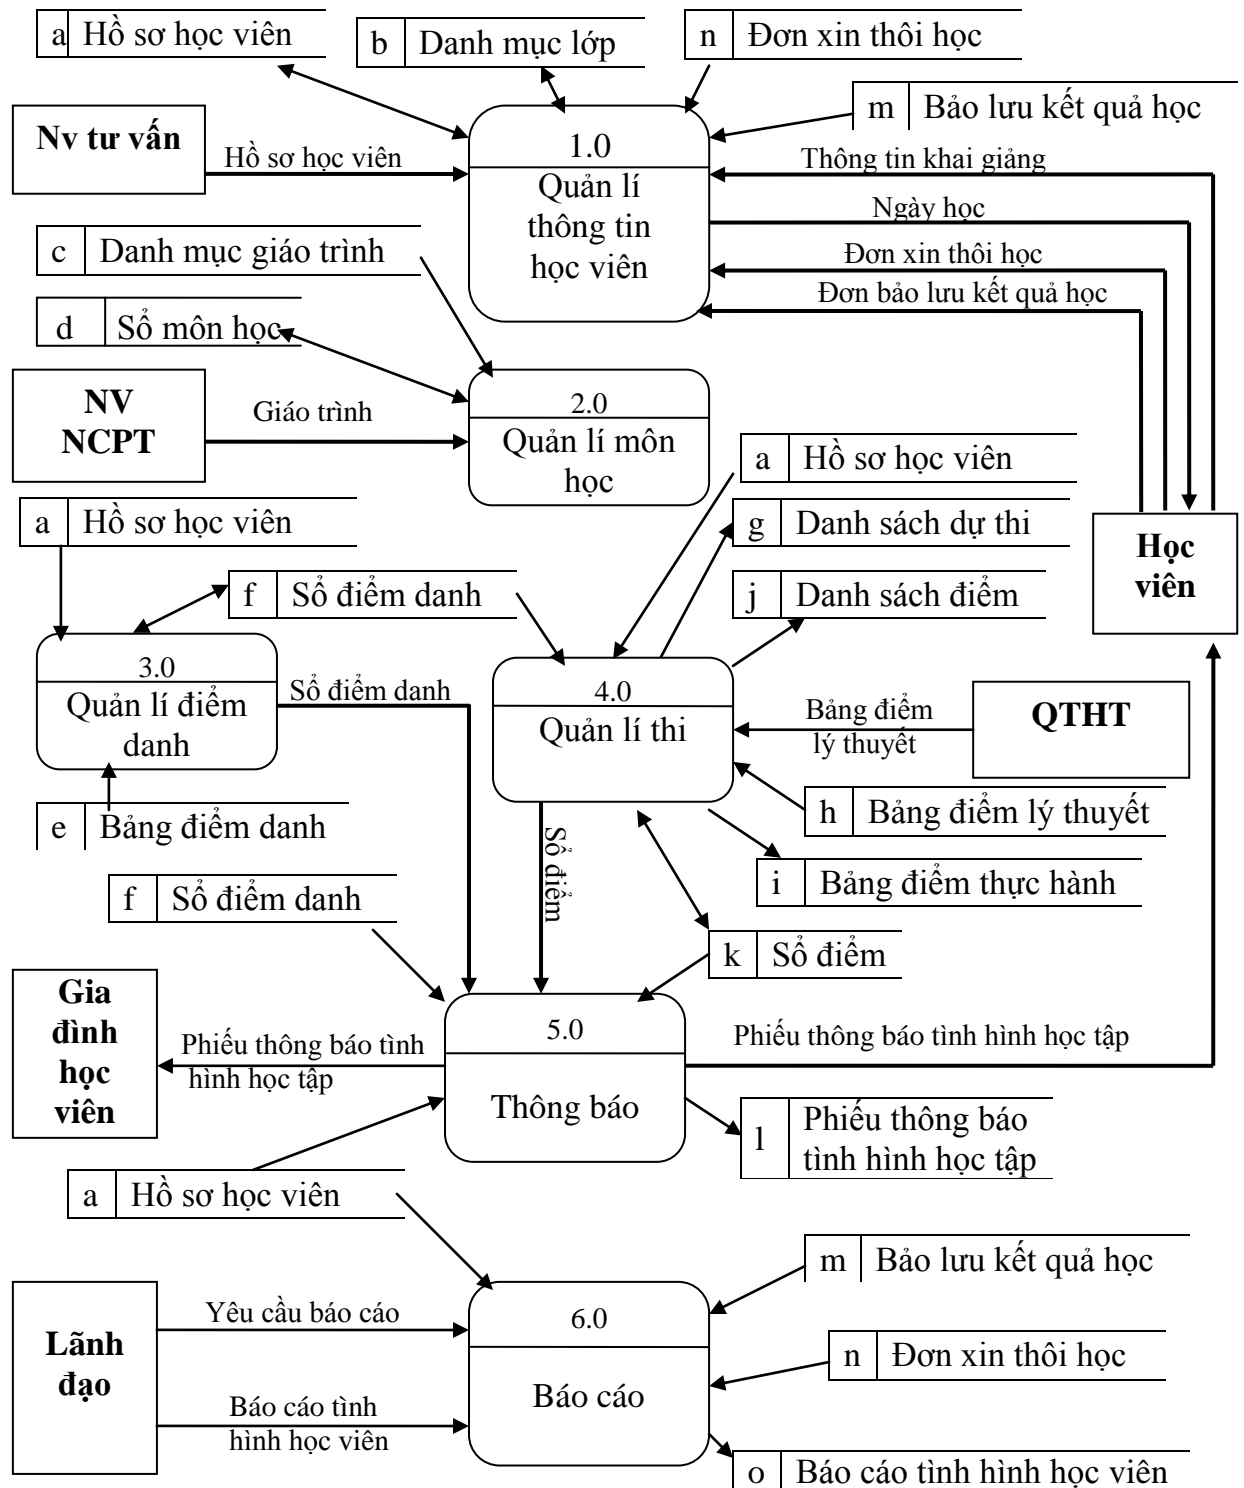 a Hồ sơ học viên
b Danh mục lớp
n Đơn xin thôi học
m Bảo lưu kết quả học
Nv tư vấn
Hồ sơ học viên
1.0
Quản lí
thông tin
học viên
Thông tin khai giảng
Ngày học
Đơn xin thôi học
Đơn bảo lưu kết quả học
c Danh mục giáo trình
d Sổ môn học
NV
NCPT
Giáo trình
2.0
Quản lí môn
học
a Hồ sơ học viên
g Danh sách dự thi
j Danh sách điểm
Học
viên
a Hồ sơ học viên
f Sổ điểm danh
3.0
Quản lí điểm
danh
Sổ điểm danh
4.0
Quản lí thi
Bảng điểm
lý thuyết
QTHT
e Bảng điểm danh
h Bảng điểm lý thuyết
i Bảng điểm thực hành
Sổ điểm
f Sổ điểm danh
k Sổ điểm
Gia
đình
học
viên
Phiếu thông báo tình
hình học tập
5.0
Thông báo
Phiếu thông báo tình hình học tập
l Phiếu thông báo
tình hình học tập
a Hồ sơ học viên
m Bảo lưu kết quả học
Lãnh
đạo
Yêu cầu báo cáo
Báo cáo tình
hình học viên
6.0
Báo cáo
n Đơn xin thôi học
o Báo cáo tình hình học viên